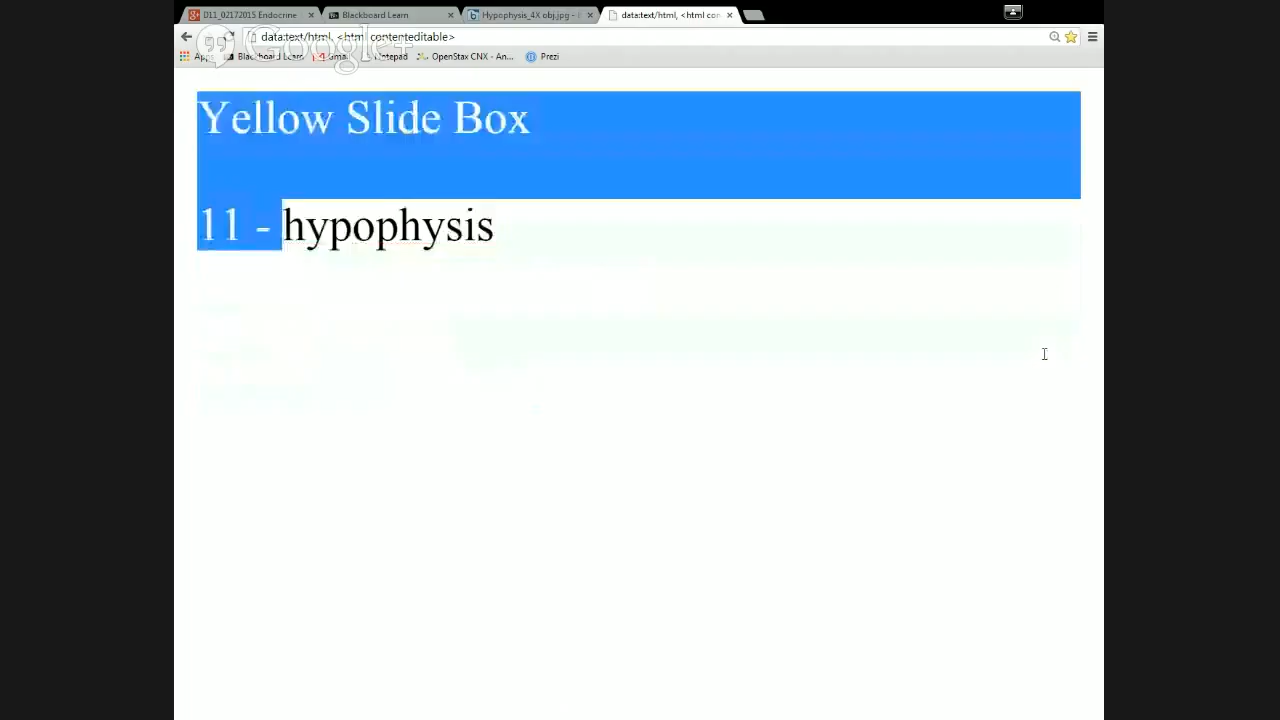 D11_02172015 Endocrine
Blackboard Learn
Hypophysis_4X obj.jpg -
data:text/html, <html con
data:text/html, <html contenteditable>
Google+
Apps
Blackboard Learn
Gmail
Notepad
OpenStax CNX - An...
Prezi
Yellow Slide Box
11 - hypophysis